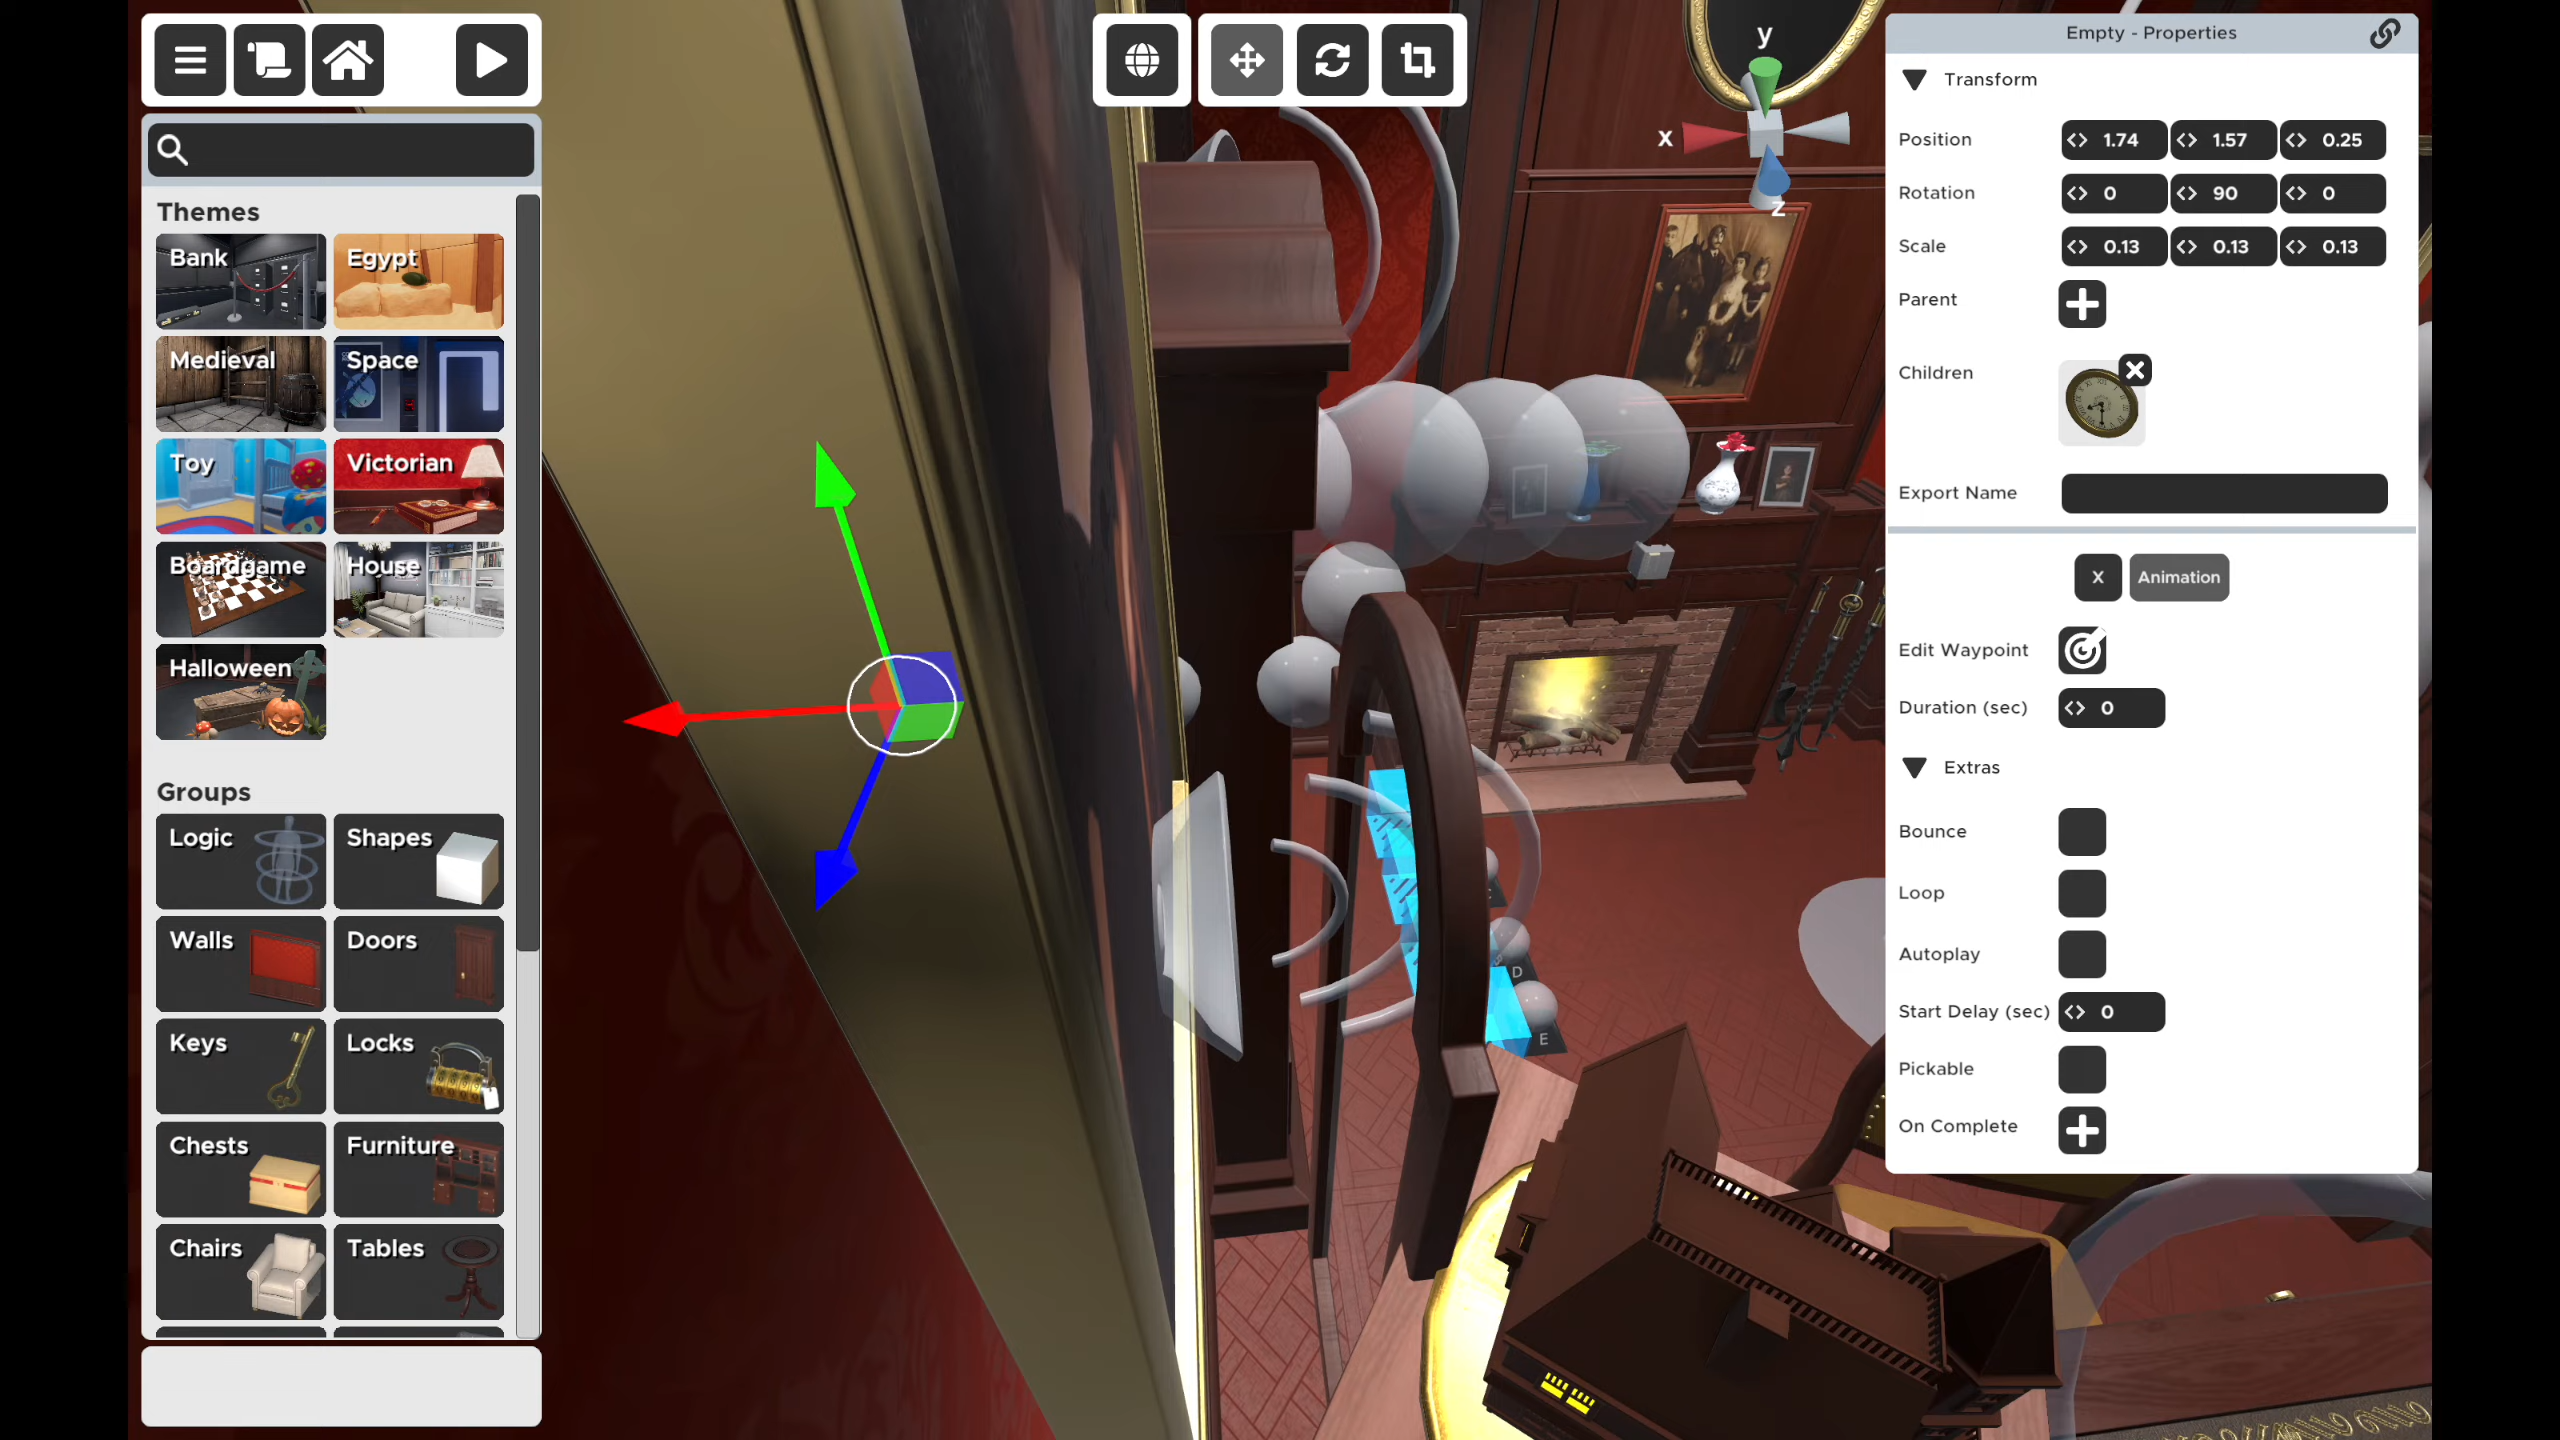 Themes
Bank
Egypt
Medieval
Space
Toy
Victorian
Boardgame
House
Halloween
Groups
Logic
Shapes
Walls
Doors
Keys
Locks
Chests
Furniture
Chairs
Tables
y
x
z
D
E
Empty - Properties
Transform
Position <> 1.74 <> 1.57 <> 0.25
Rotation <> 0 <> 90 <> 0
Scale <> 0.13 <> 0.13 <> 0.13
Parent
Children
Export Name
X Animation
Edit Waypoint
Duration (sec) <> 0
Extras
Bounce
Loop
Autoplay
Start Delay (sec) <> 0
Pickable
On Complete